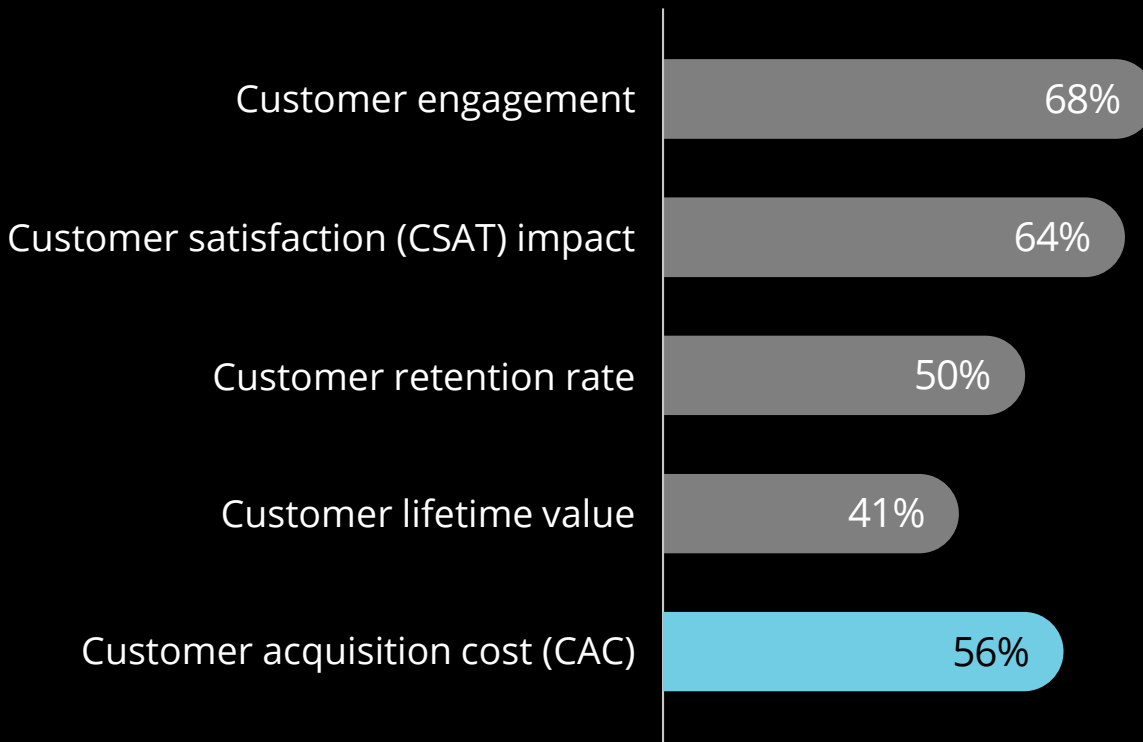 Customer engagement 68%
Customer satisfaction (CSAT) impact 64%
Customer retention rate 50%
Customer lifetime value 41%
Customer acquisition cost (CAC) 56%